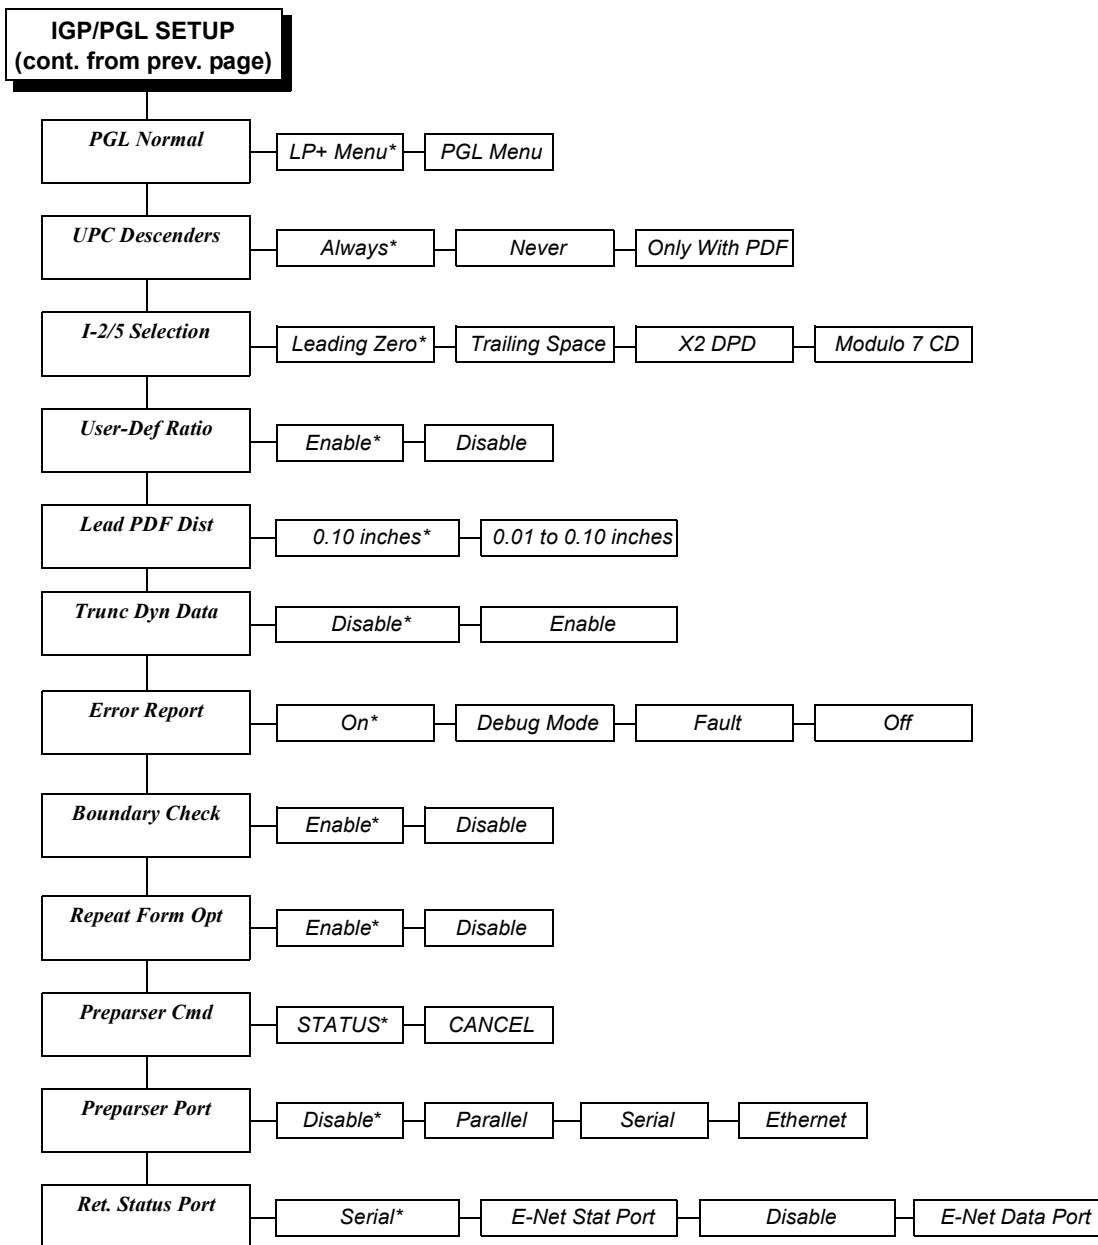 IGP/PGL SETUP
(cont. from prev. page)
PGL Normal
LP+ Menu* PGL Menu
UPC Descenders
Always* Never Only With PDF
I-2/5 Selection
Leading Zero* Trailing Space X2 DPD Modulo 7 CD
User-Def Ratio
Enable* Disable
Lead PDF Dist
0.10 inches* 0.01 to 0.10 inches
Trunc Dyn Data
Disable* Enable
Error Report
On* Debug Mode Fault Off
Boundary Check
Enable* Disable
Repeat Form Opt
Enable* Disable
Preparser Cmd
STATUS* CANCEL
Preparser Port
Disable* Parallel Serial Ethernet
Ret. Status Port
Serial* E-Net Stat Port Disable E-Net Data Port